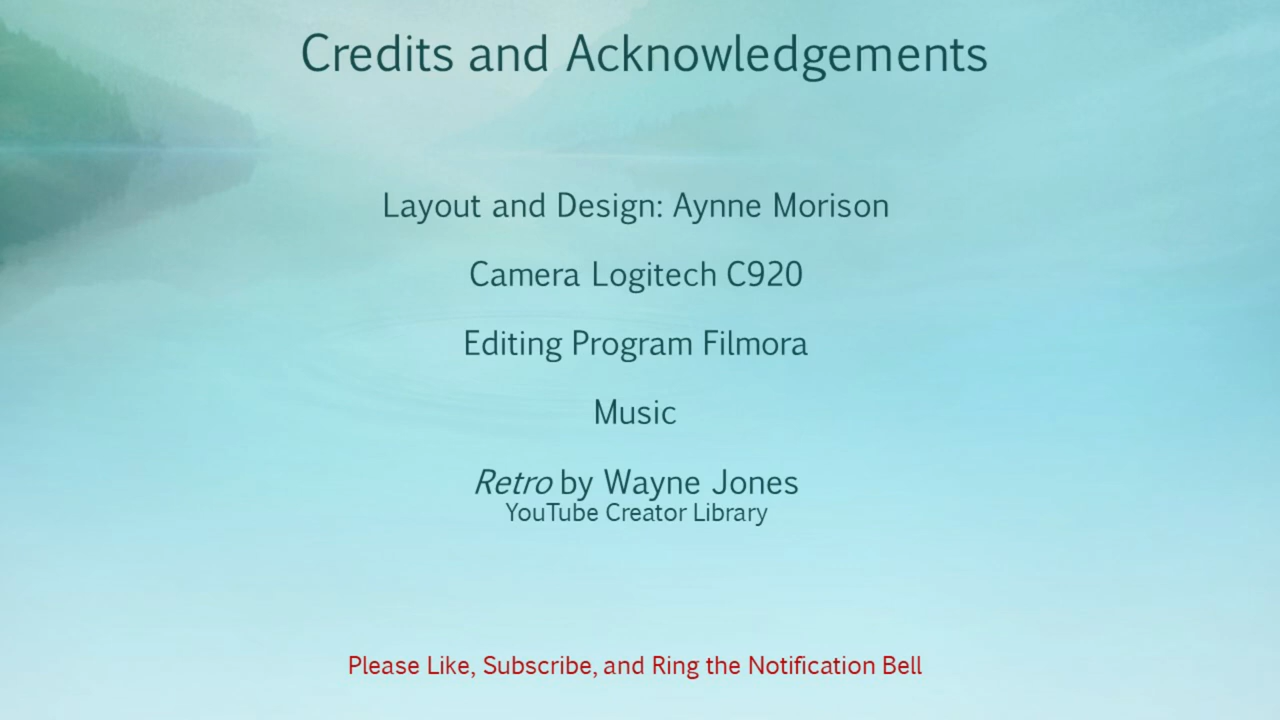 Credits and Acknowledgements
Layout and Design: Aynne Morison
Camera Logitech C920
Editing Program Filmora
Music
Retro by Wayne Jones
YouTube Creator Library
Please Like, Subscribe, and Ring the Notification Bell